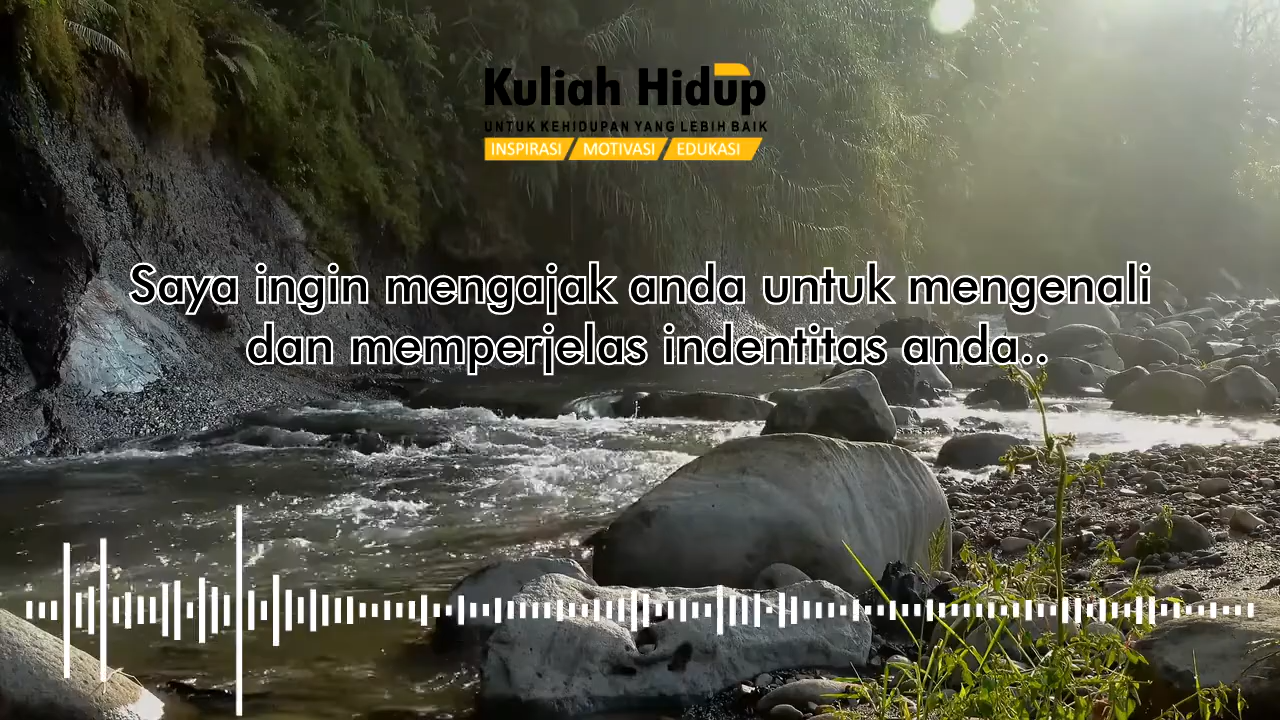 Kuliah Hidup
UNTUK KEHIDUPAN YANG LEBIH BAIK
INSPIRASI / MOTIVASI / EDUKASI
Saya ingin mengajak anda untuk mengenali
dan memperjelas indentitas anda..